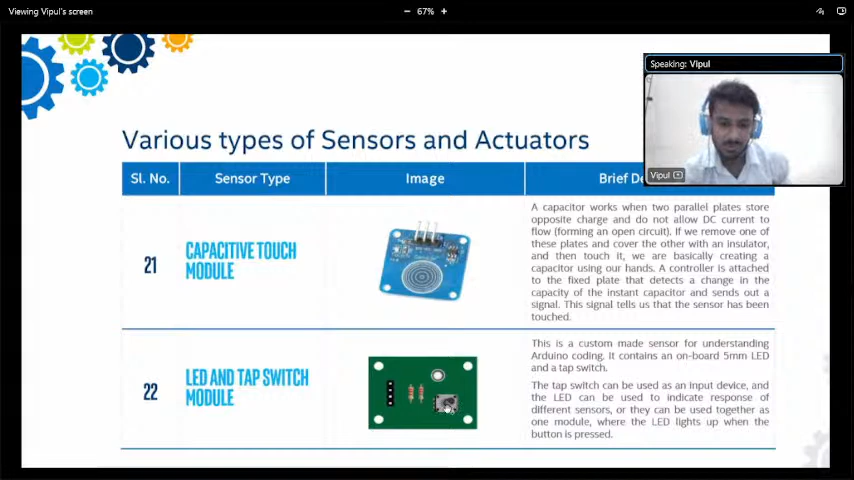 Viewing Vipul's screen
− 67% +
Speaking: Vipul
Vipul
Various types of Sensors and Actuators
Sl. No. Sensor Type Image Brief De
21
CAPACITIVE TOUCH
MODULE
A capacitor works when two parallel plates store
opposite charge and do not allow DC current to
flow (forming an open circuit). If we remove one of
these plates and cover the other with an insulator,
and then touch it, we are basically creating a
capacitor using our hands. A controller is attached
to the fixed plate that detects a change in the
capacity of the instant capacitor and sends out a
signal. This signal tells us that the sensor has been
touched.
22
LED AND TAP SWITCH
MODULE
This is a custom made sensor for understanding
Arduino coding. It contains an on-board 5mm LED
and a tap switch.
The tap switch can be used as an input device, and
the LED can be used to indicate response of
different sensors, or they can be used together as
one module, where the LED lights up when the
button is pressed.